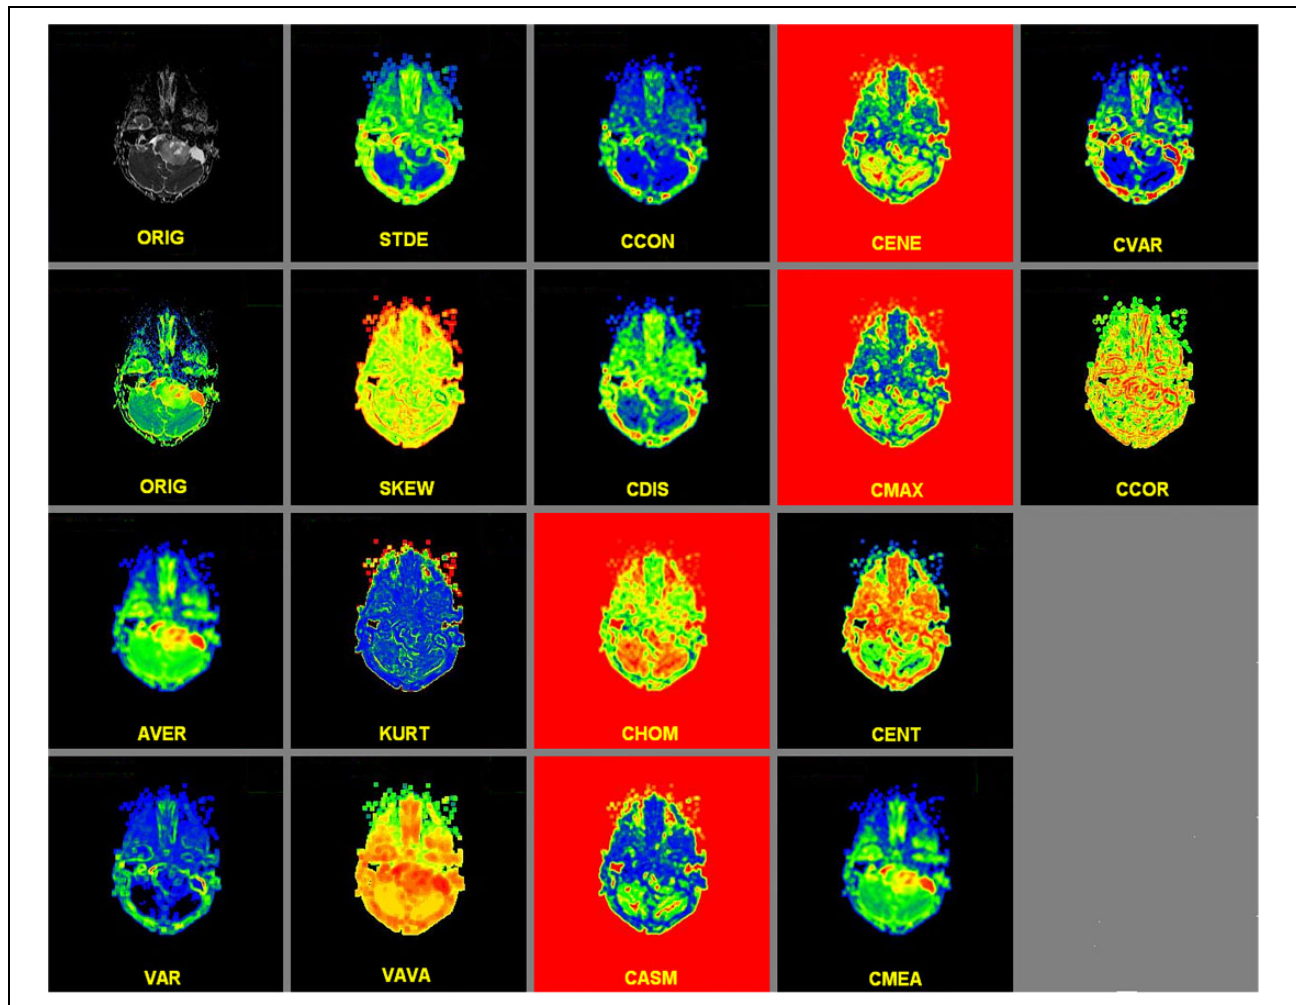 ORIG
STDE
CCON
CENE
CVAR
ORIG
SKEW
CDIS
CMAX
CCOR
AVER
KURT
CHOM
CENT
VAR
VAVA
CASM
CMEA